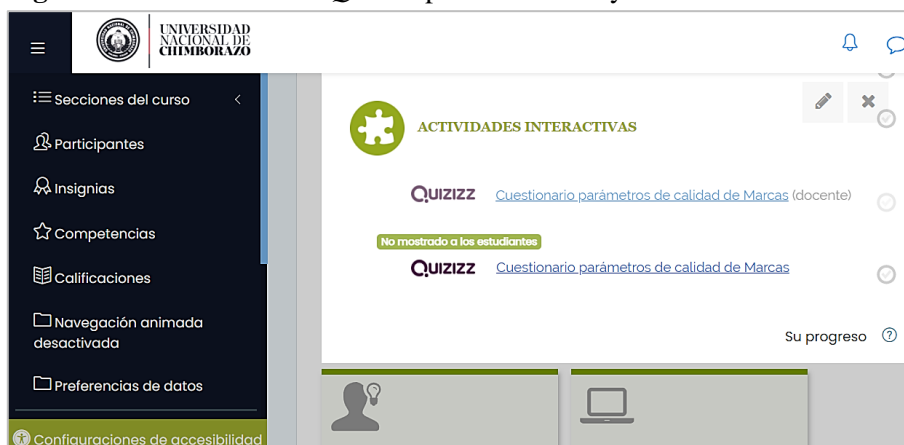 UNIVERSIDAD
NACIONAL DE
CHIMBORAZO
Secciones del curso
Participantes
Insignias
Competencias
Calificaciones
Navegación animada
desactivada
Preferencias de datos
Configuraciones de accesibilidad
ACTIVIDADES INTERACTIVAS
QUIZIZZ Cuestionario parámetros de calidad de Marcas (docente)
No mostrado a los estudiantes
QUIZIZZ Cuestionario parámetros de calidad de Marcas
Su progreso